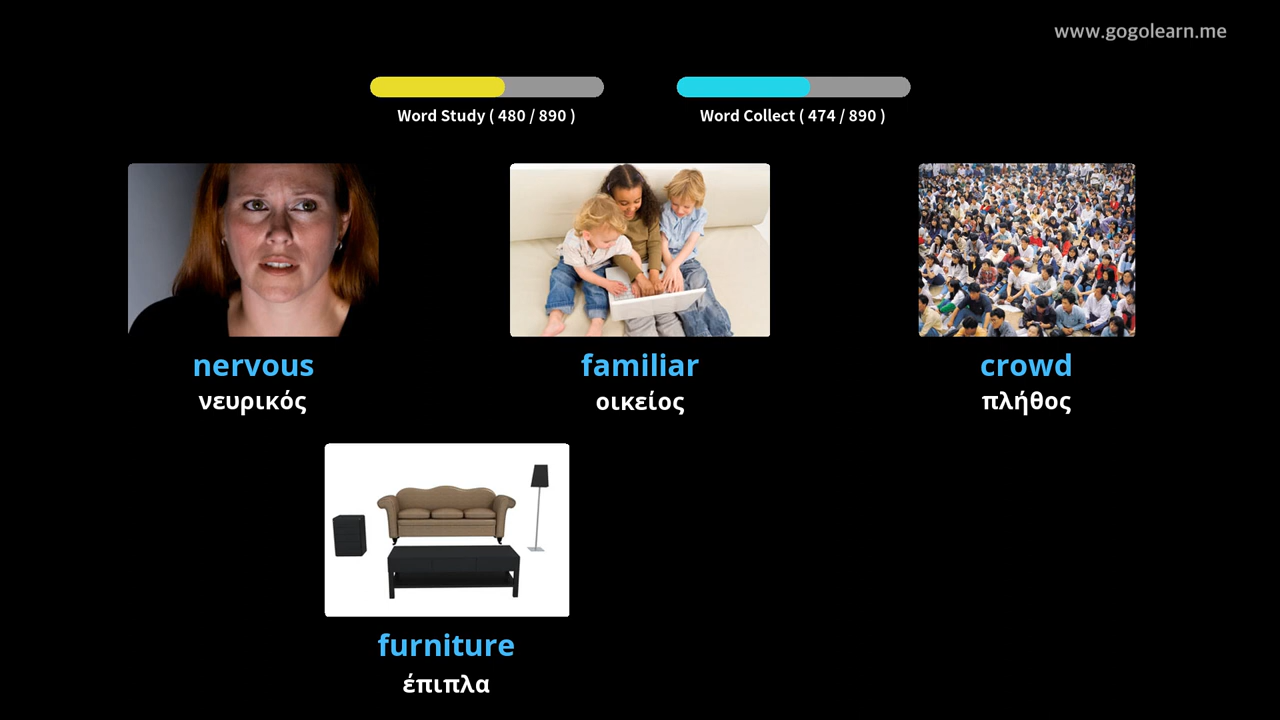 www.gogolearn.me
Word Study ( 480 / 890 )
Word Collect ( 474 / 890 )
nervous
νευρικός
familiar
οικείος
crowd
πλήθος
furniture
έπιπλα